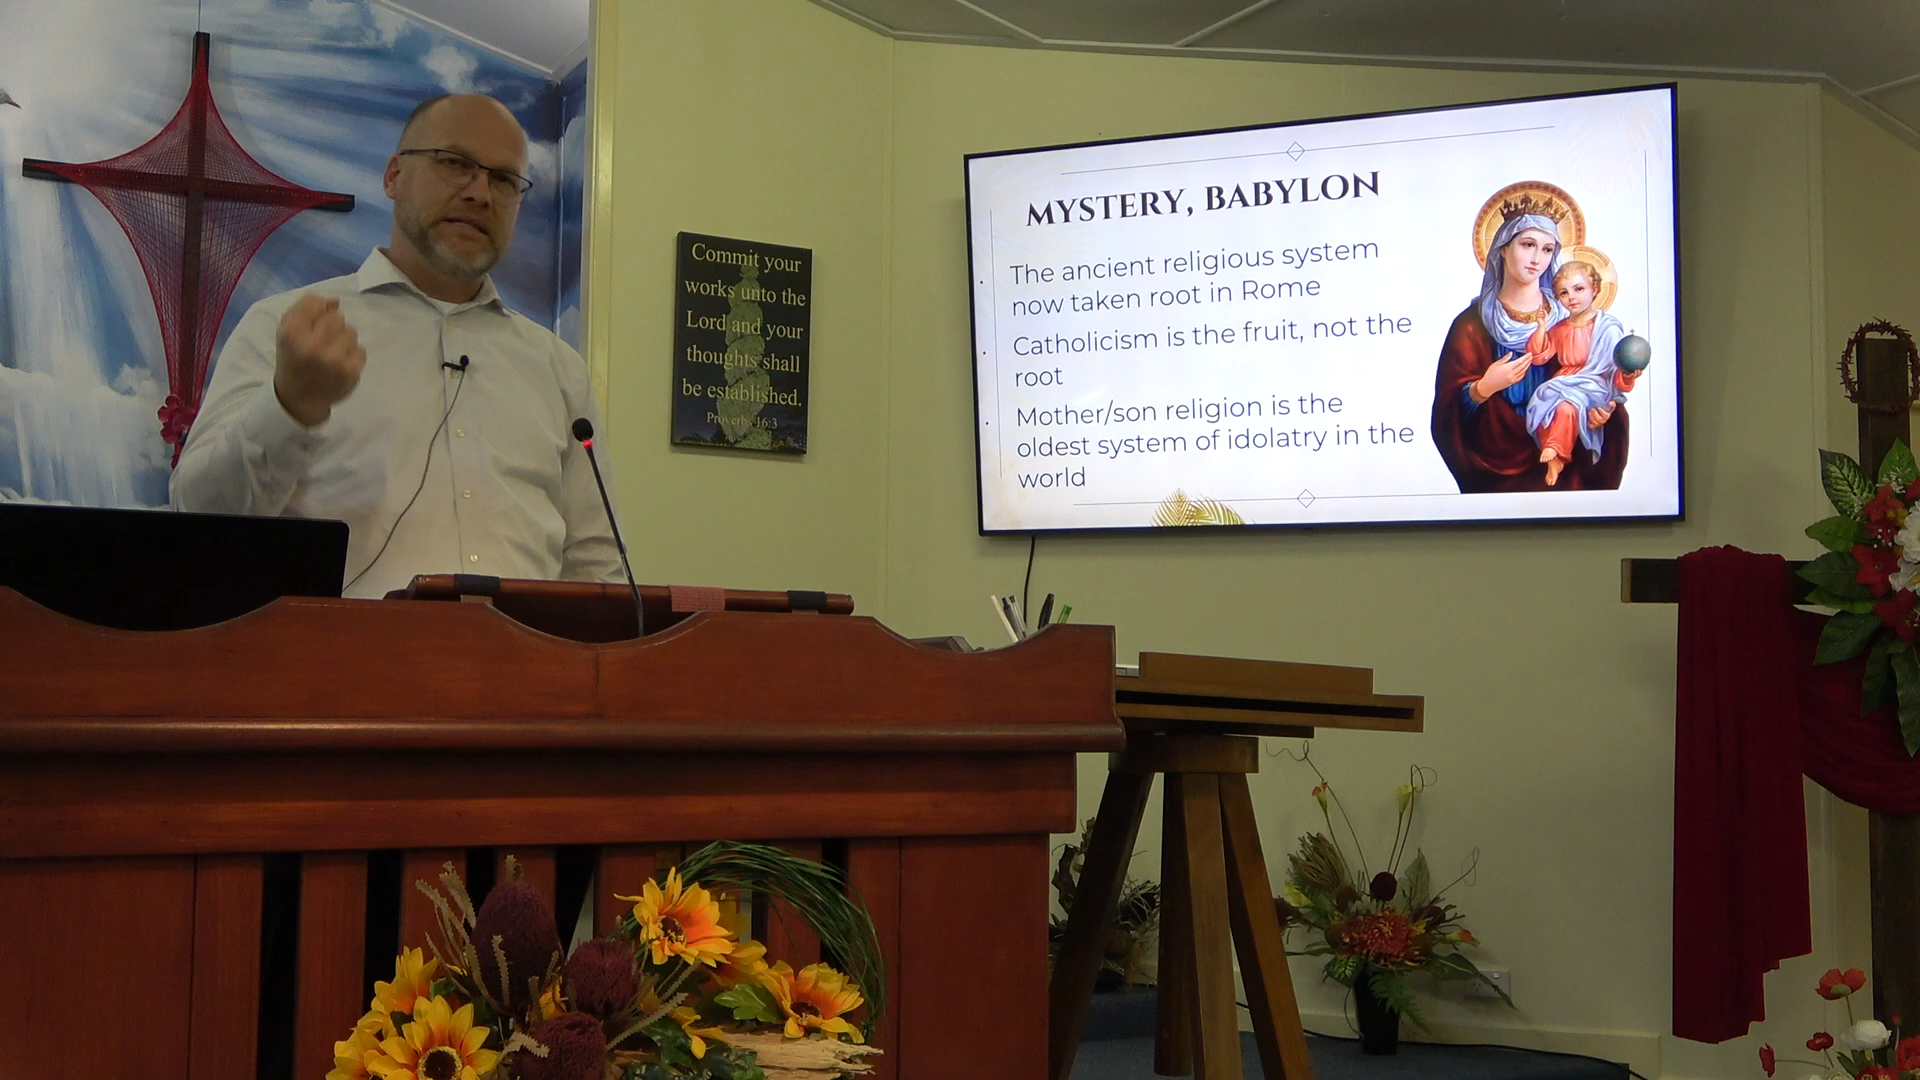 Commit your
works unto the
Lord and your
thoughts shall
be established.
Proverbs 16:3
MYSTERY, BABYLON
The ancient religious system
now taken root in Rome
Catholicism is the fruit, not the
root
Mother/son religion is the
oldest system of idolatry in the
world